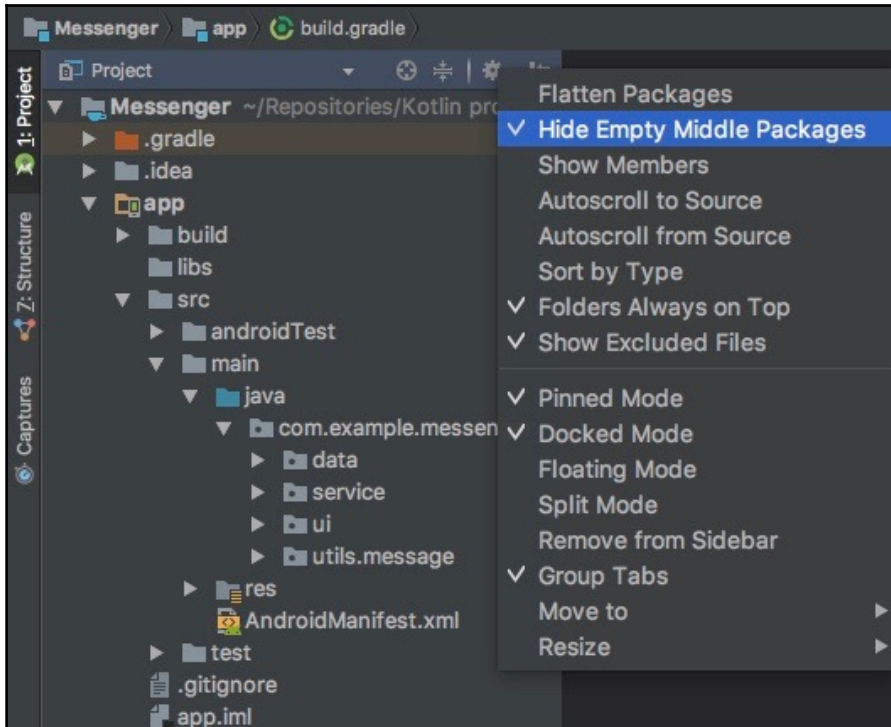 Messenger app build.gradle
Project
Messenger ~/Repositories/Kotlin
.gradle
.idea
app
build
libs
src
androidTest
main
java
com.example.messen
data
service
ui
utils.message
res
AndroidManifest.xml
test
.gitignore
app.iml
1: Project
Z: Structure
Captures
Flatten Packages
Hide Empty Middle Packages
Show Members
Autoscroll to Source
Autoscroll from Source
Sort by Type
Folders Always on Top
Show Excluded Files
Pinned Mode
Docked Mode
Floating Mode
Split Mode
Remove from Sidebar
Group Tabs
Move to
Resize